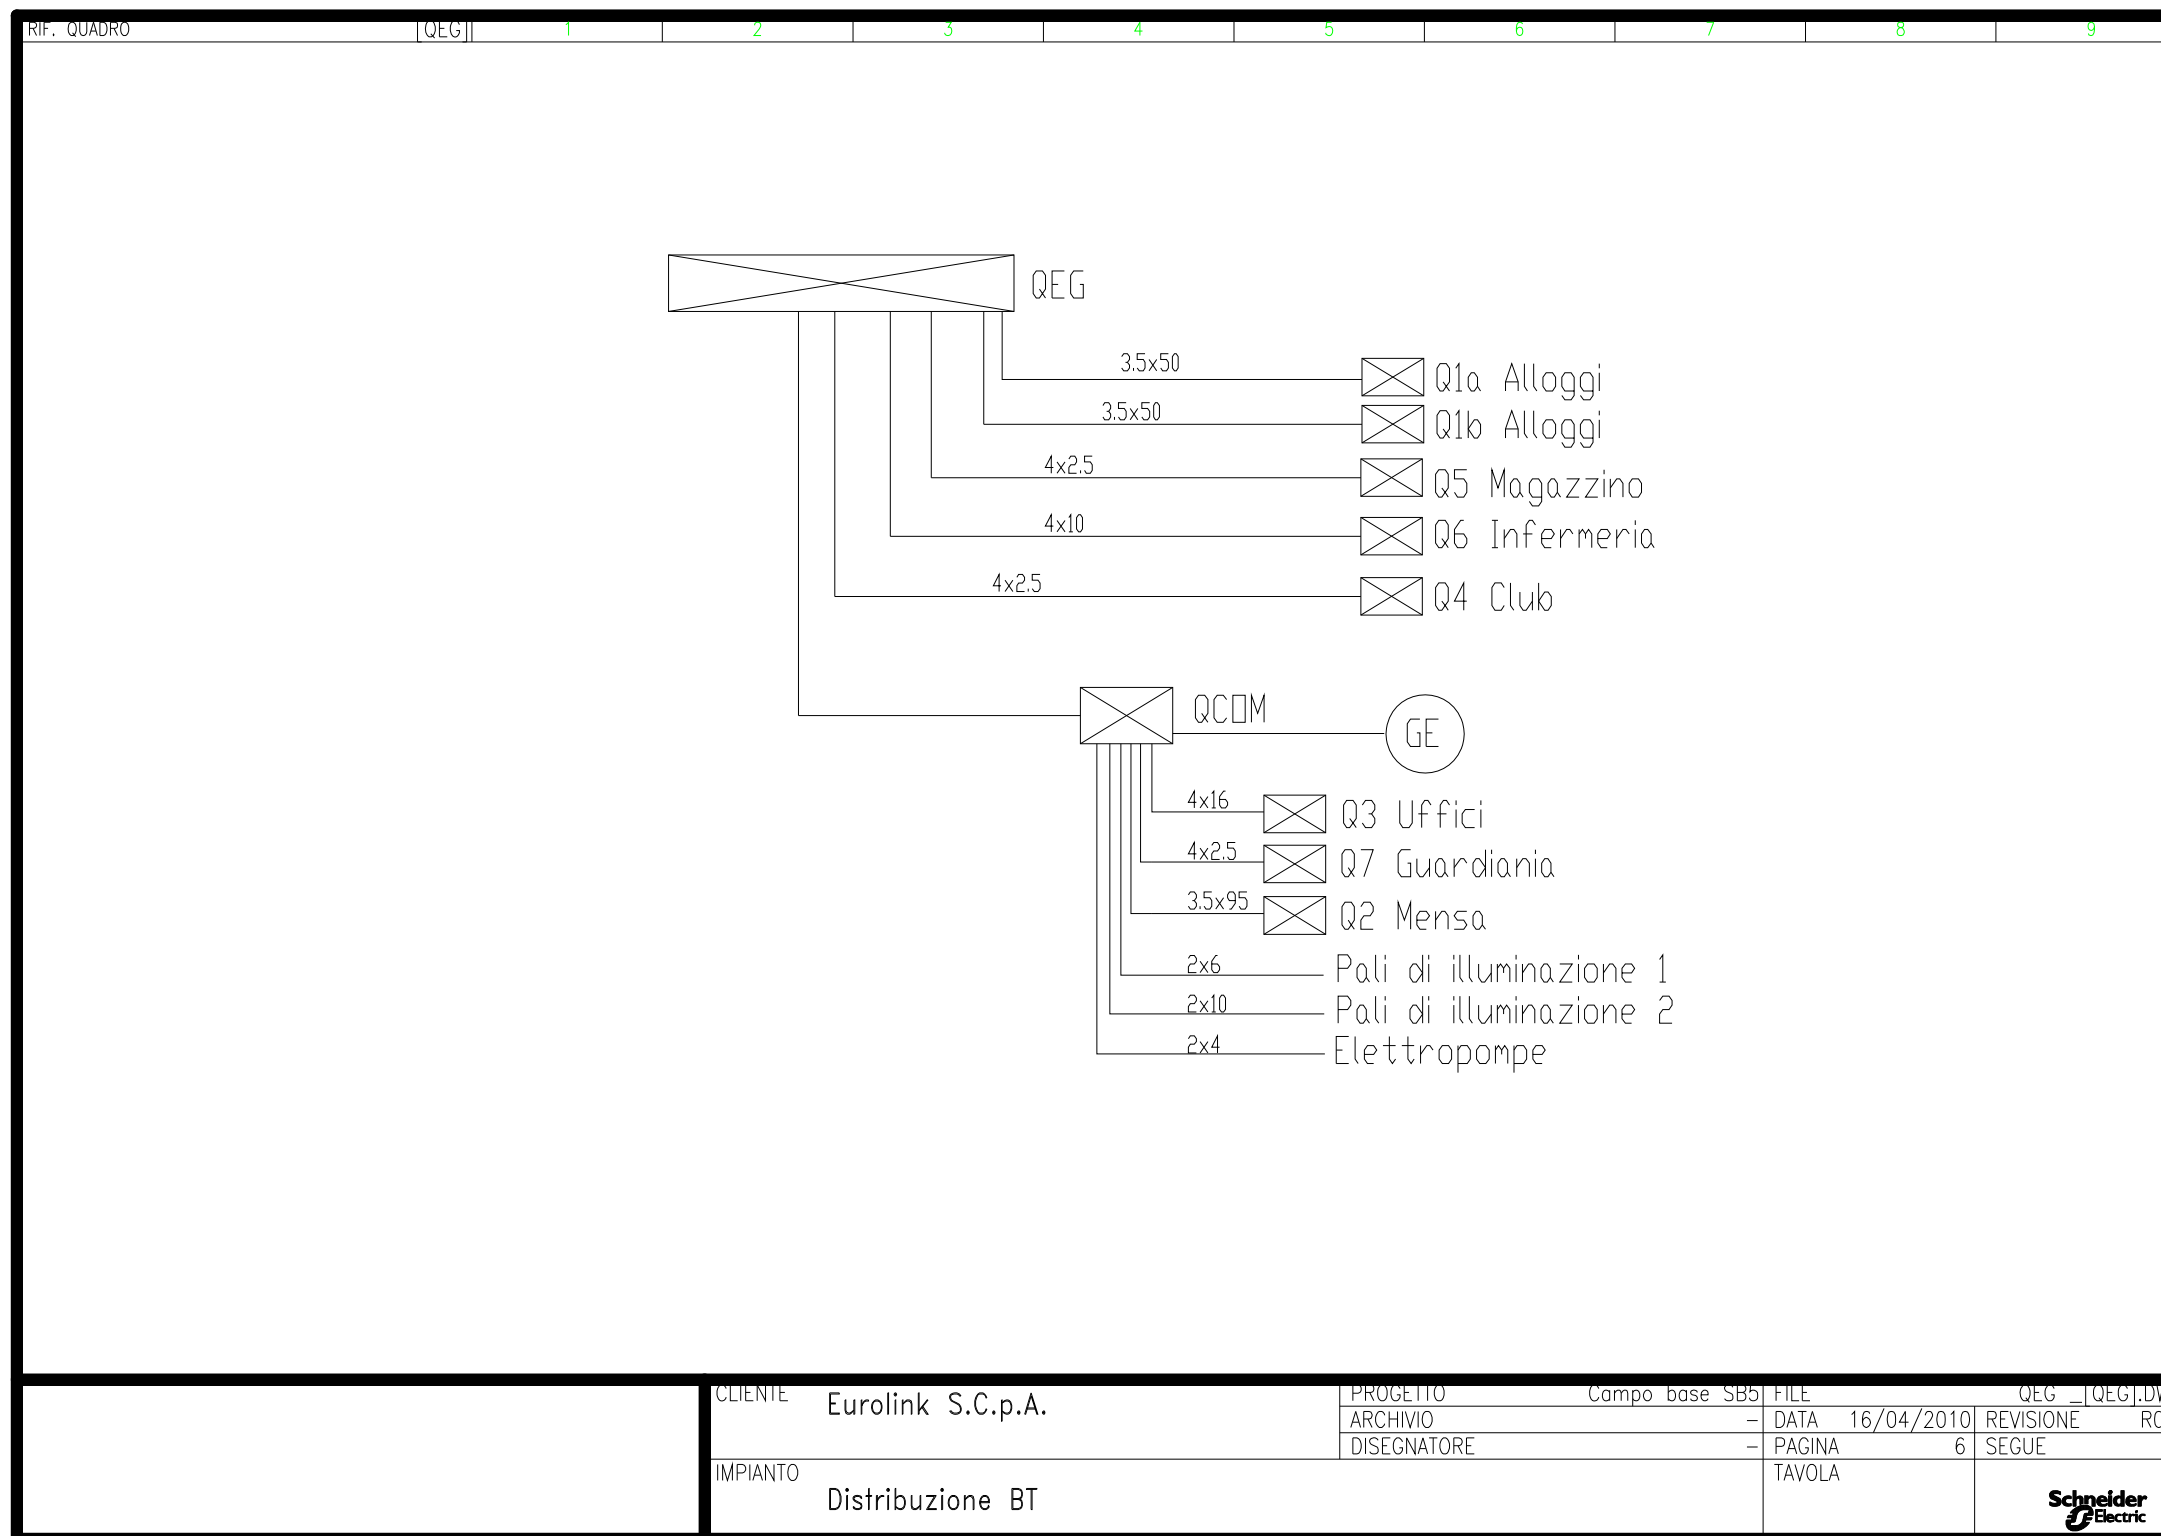 RIF. QUADRO [QEG] 1 2 3 4 5 6 7 8 9
QEG
3.5x50 Q1a Alloggi
3.5x50 Q1b Alloggi
4x2.5 Q5 Magazzino
4x10 Q6 Infermeria
4x2.5 Q4 Club
QCOM GE
4x16 Q3 Uffici
4x2.5 Q7 Guardiania
3.5x95 Q2 Mensa
2x6 Pali di illuminazione 1
2x10 Pali di illuminazione 2
2x4 Elettropompe
CLIENTE Eurolink S.C.p.A.
PROGETTO Campo base SB5 FILE QEG _[QEG]
ARCHIVIO - DATA 16/04/2010 REVISIONE
DISEGNATORE - PAGINA 6 SEGUE
IMPIANTO TAVOLA
Distribuzione BT
Schneider
Electric